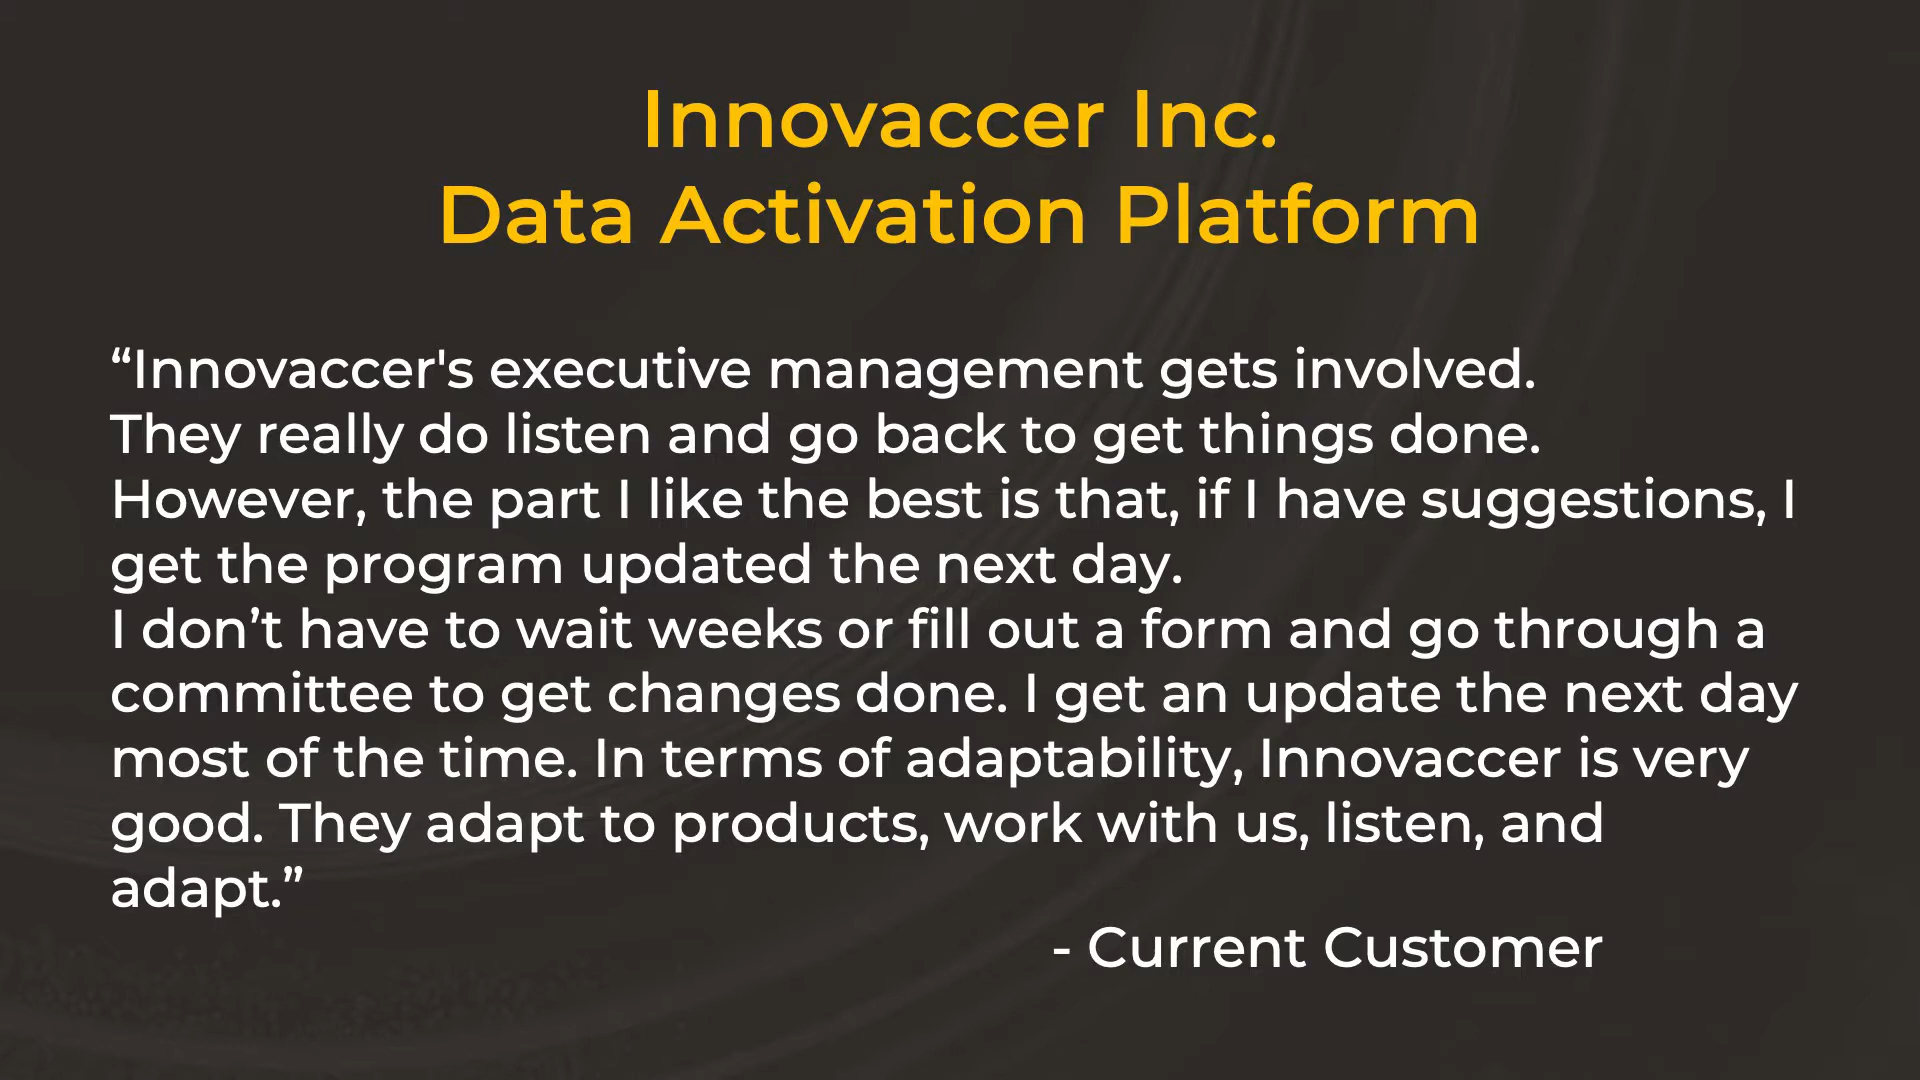 Innovaccer Inc.
Data Activation Platform
“Innovaccer's executive management gets involved.
They really do listen and go back to get things done.
However, the part I like the best is that, if I have suggestions, I
get the program updated the next day.
I don’t have to wait weeks or fill out a form and go through a
committee to get changes done. I get an update the next day
most of the time. In terms of adaptability, Innovaccer is very
good. They adapt to products, work with us, listen, and
adapt.”
- Current Customer